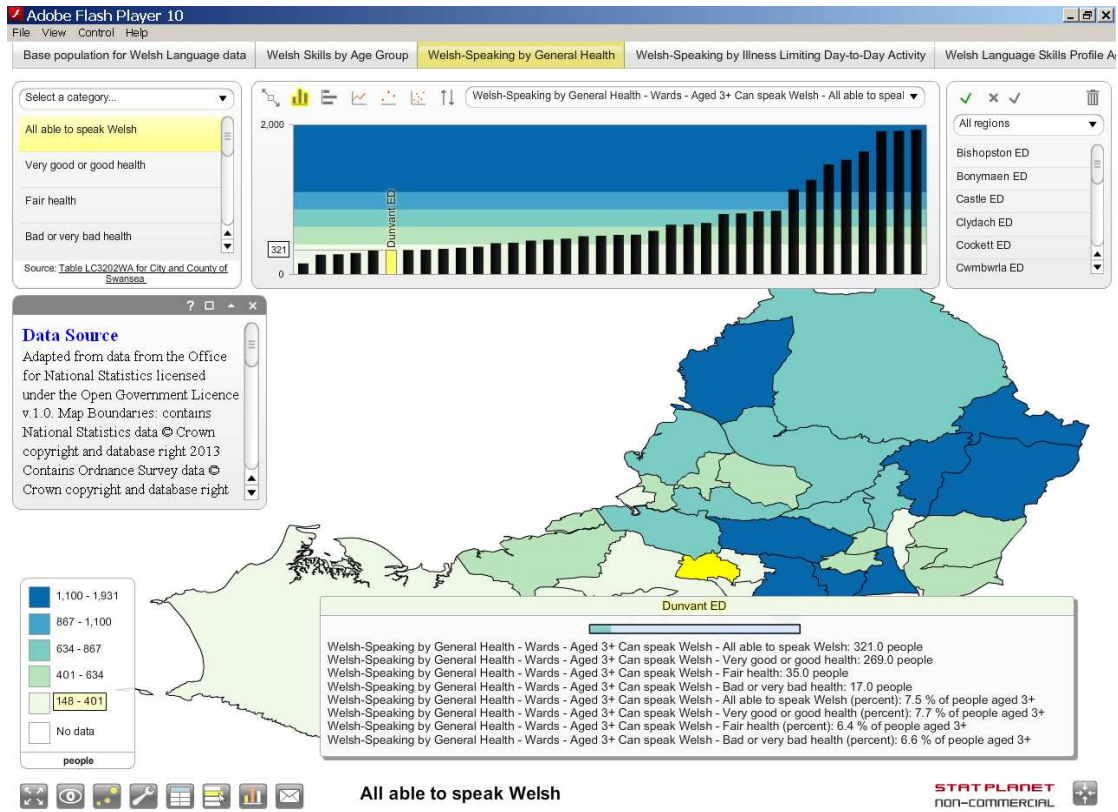 Adobe Flash Player 10
File View Control Help
Base population for Welsh Language data
Welsh Skills by Age Group
Welsh-Speaking by General Health
Welsh-Speaking by Illness Limiting Day-to-Day Activity
Welsh Language Skills Profile A
Select a category...
All able to speak Welsh
Very good or good health
Fair health
Bad or very bad health
Source: Table LC3202WA for City and County of
Swansea
Welsh-Speaking by General Health - Wards - Aged 3+ Can speak Welsh - All able to speal
2,000
321
0
Dunvant ED
All regions
Bishopston ED
Bonymaen ED
Castle ED
Clydach ED
Cockett ED
Cwmbwrla ED
?
Data Source
Adapted from data from the Office
for National Statistics licensed
under the Open Government Licence
v.1.0. Map Boundaries: contains
National Statistics data © Crown
copyright and database right 2013
Contains Ordnance Survey data ©
Crown copyright and database right
1,100 - 1,931
867 - 1,100
634 - 867
401 - 634
148 - 401
No data
people
Dunvant ED
Welsh-Speaking by General Health - Wards - Aged 3+ Can speak Welsh - All able to speak Welsh: 321.0 people
Welsh-Speaking by General Health - Wards - Aged 3+ Can speak Welsh - Very good or good health: 269.0 people
Welsh-Speaking by General Health - Wards - Aged 3+ Can speak Welsh - Fair health: 35.0 people
Welsh-Speaking by General Health - Wards - Aged 3+ Can speak Welsh - Bad or very bad health: 17.0 people
Welsh-Speaking by General Health - Wards - Aged 3+ Can speak Welsh - All able to speak Welsh (percent): 7.5 % of people aged 3+
Welsh-Speaking by General Health - Wards - Aged 3+ Can speak Welsh - Very good or good health (percent): 7.7 % of people aged 3+
Welsh-Speaking by General Health - Wards - Aged 3+ Can speak Welsh - Fair health (percent): 6.4 % of people aged 3+
Welsh-Speaking by General Health - Wards - Aged 3+ Can speak Welsh - Bad or very bad health (percent): 6.6 % of people aged 3+
All able to speak Welsh
STAT PLANET
NON-COMMERCIAL